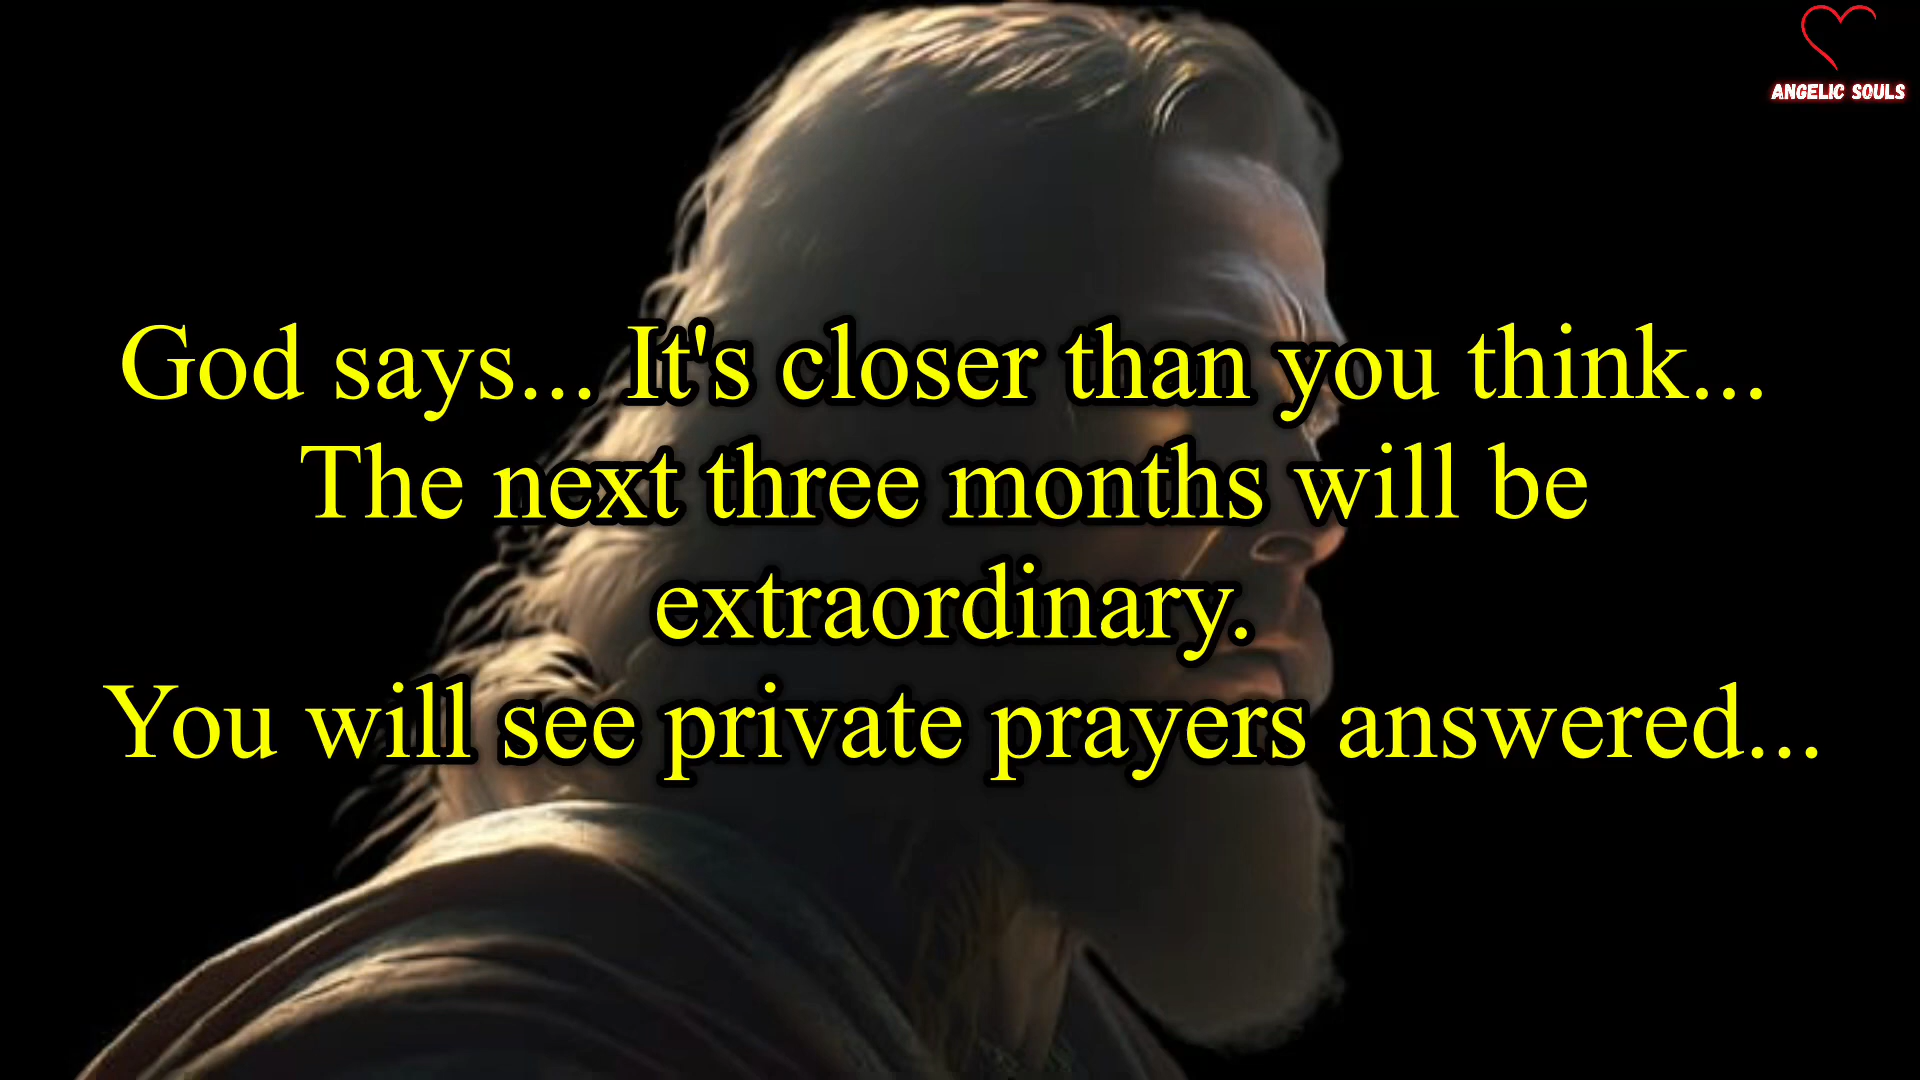 ANGELIC SOULS
God says... It's closer than you think...
The next three months will be
extraordinary.
You will see private prayers answered...